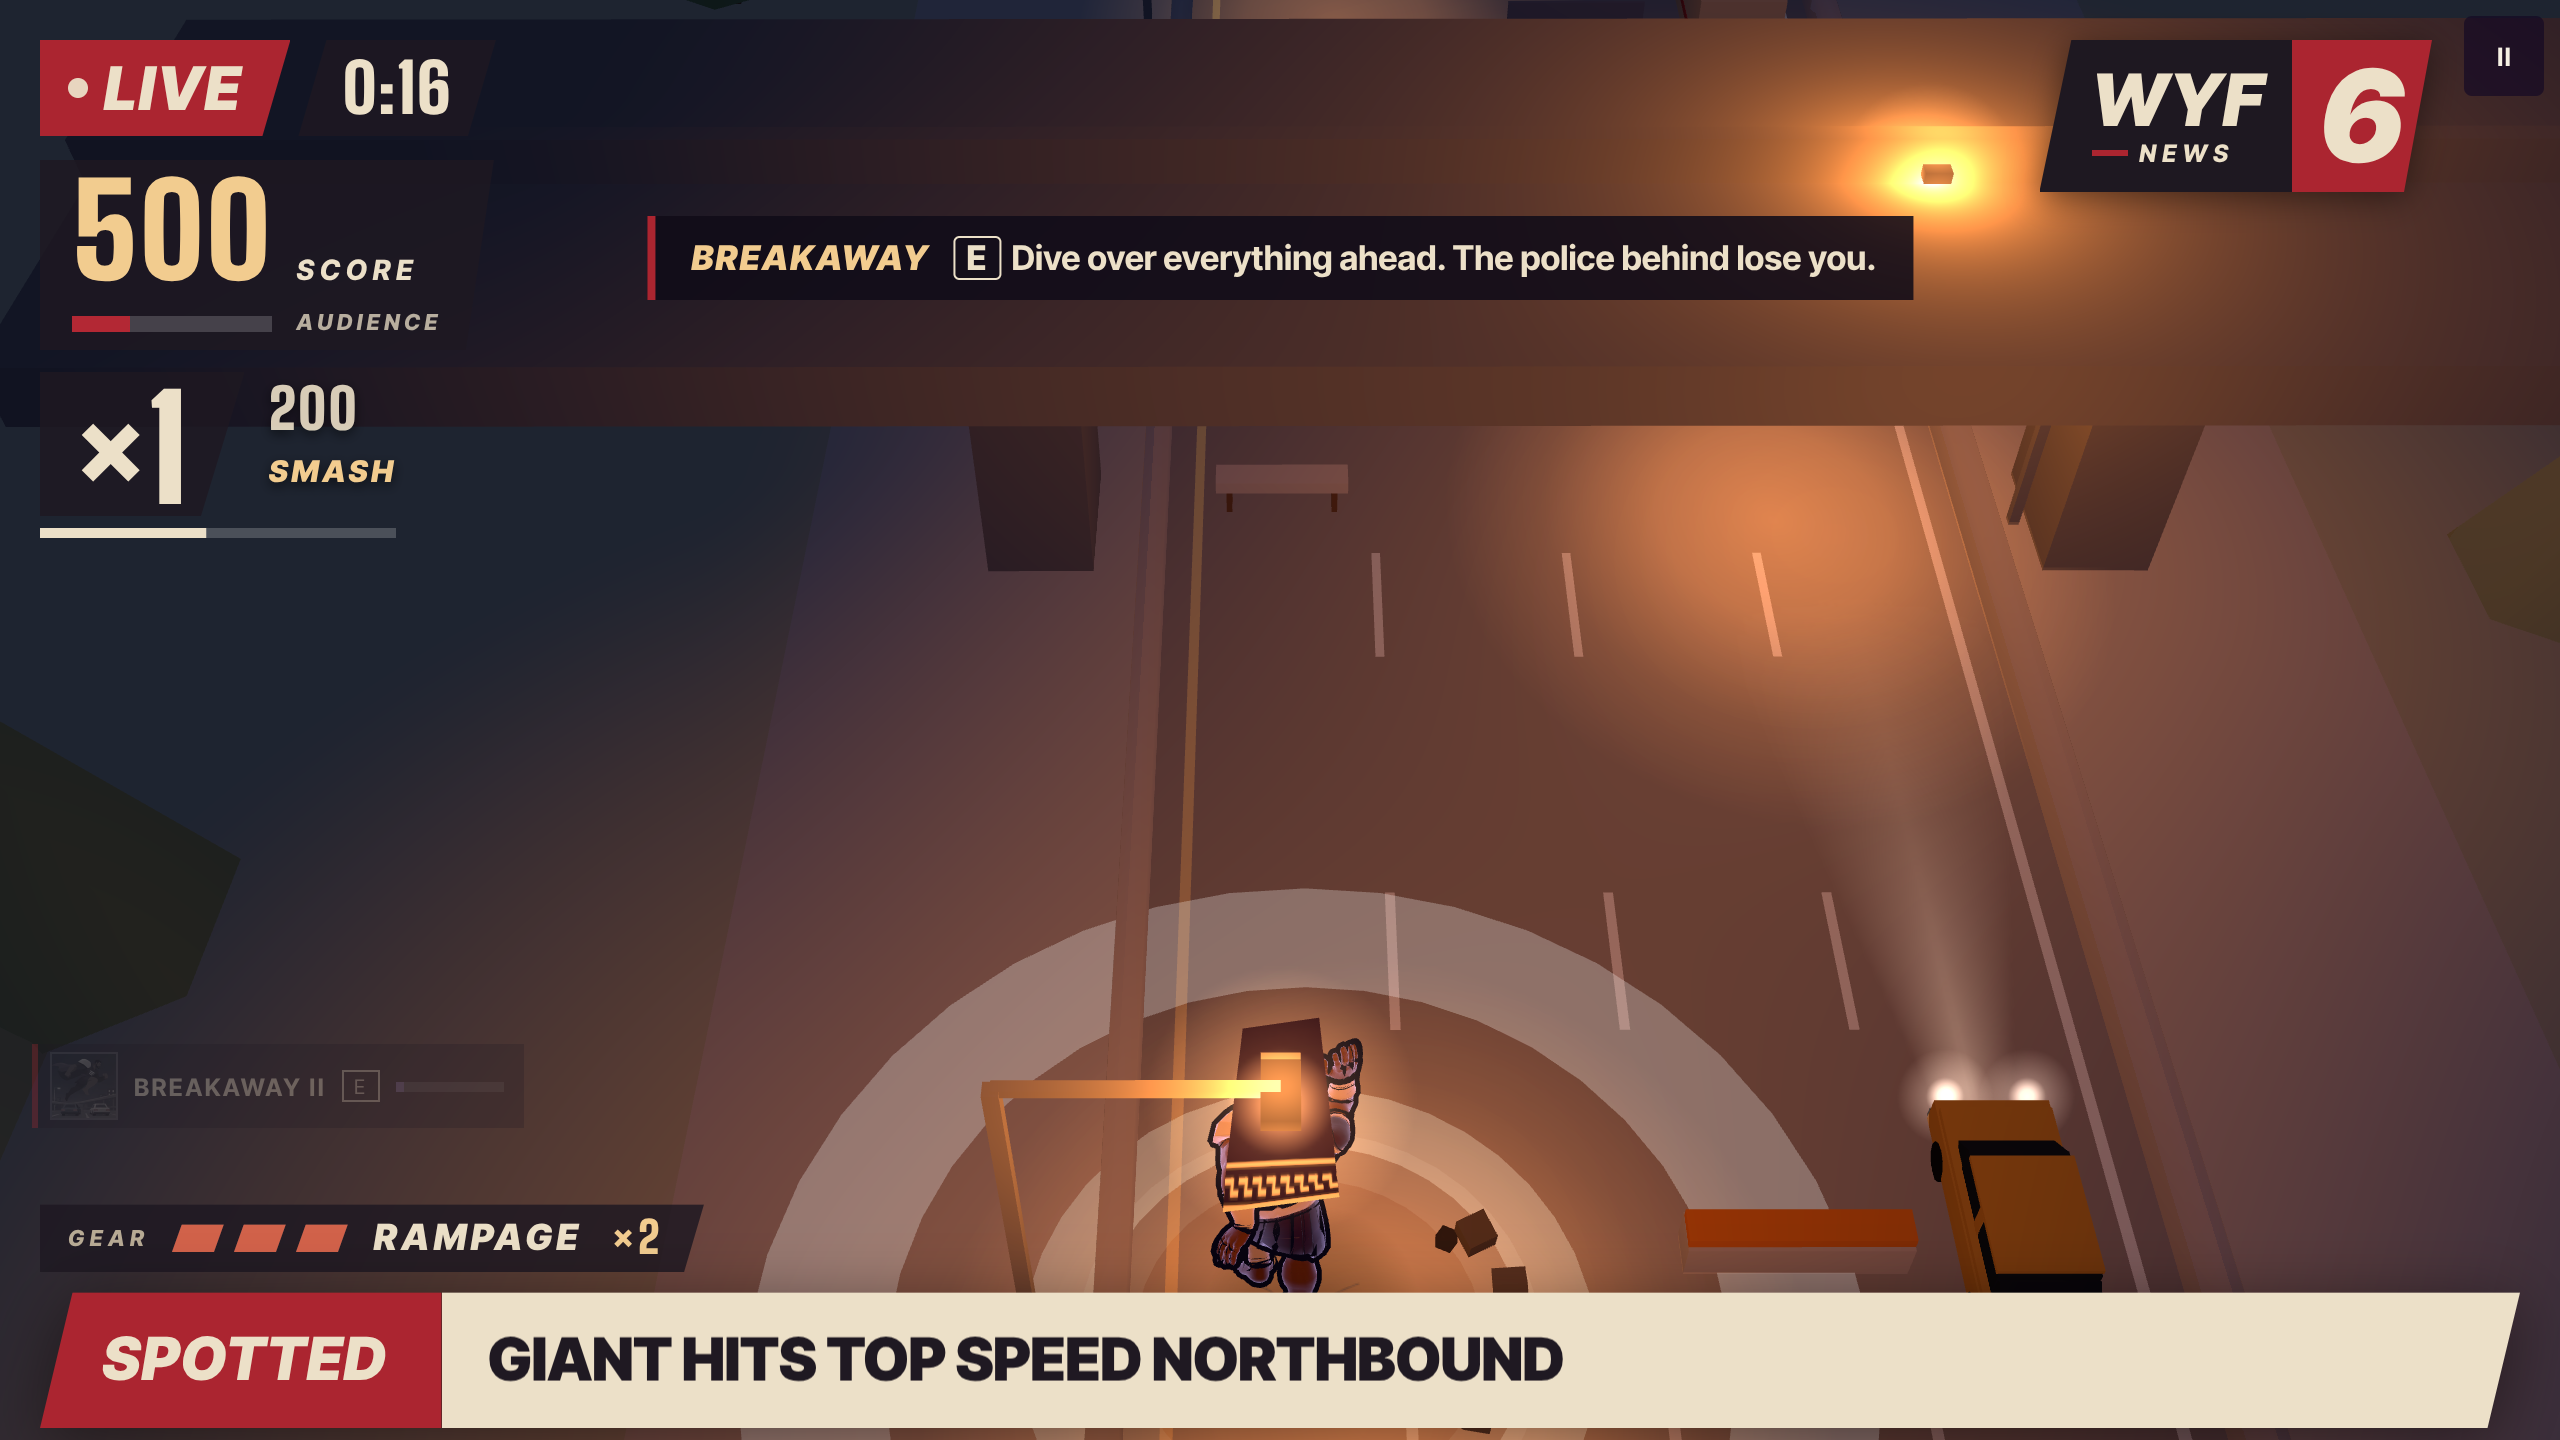 LIVE
0:16
WYF
NEWS
6
II
500
SCORE
AUDIENCE
BREAKAWAY E Dive over everything ahead. The police behind lose you.
×1
200
SMASH
BREAKAWAY II E
GEAR RAMPAGE ×2
SPOTTED
GIANT HITS TOP SPEED NORTHBOUND